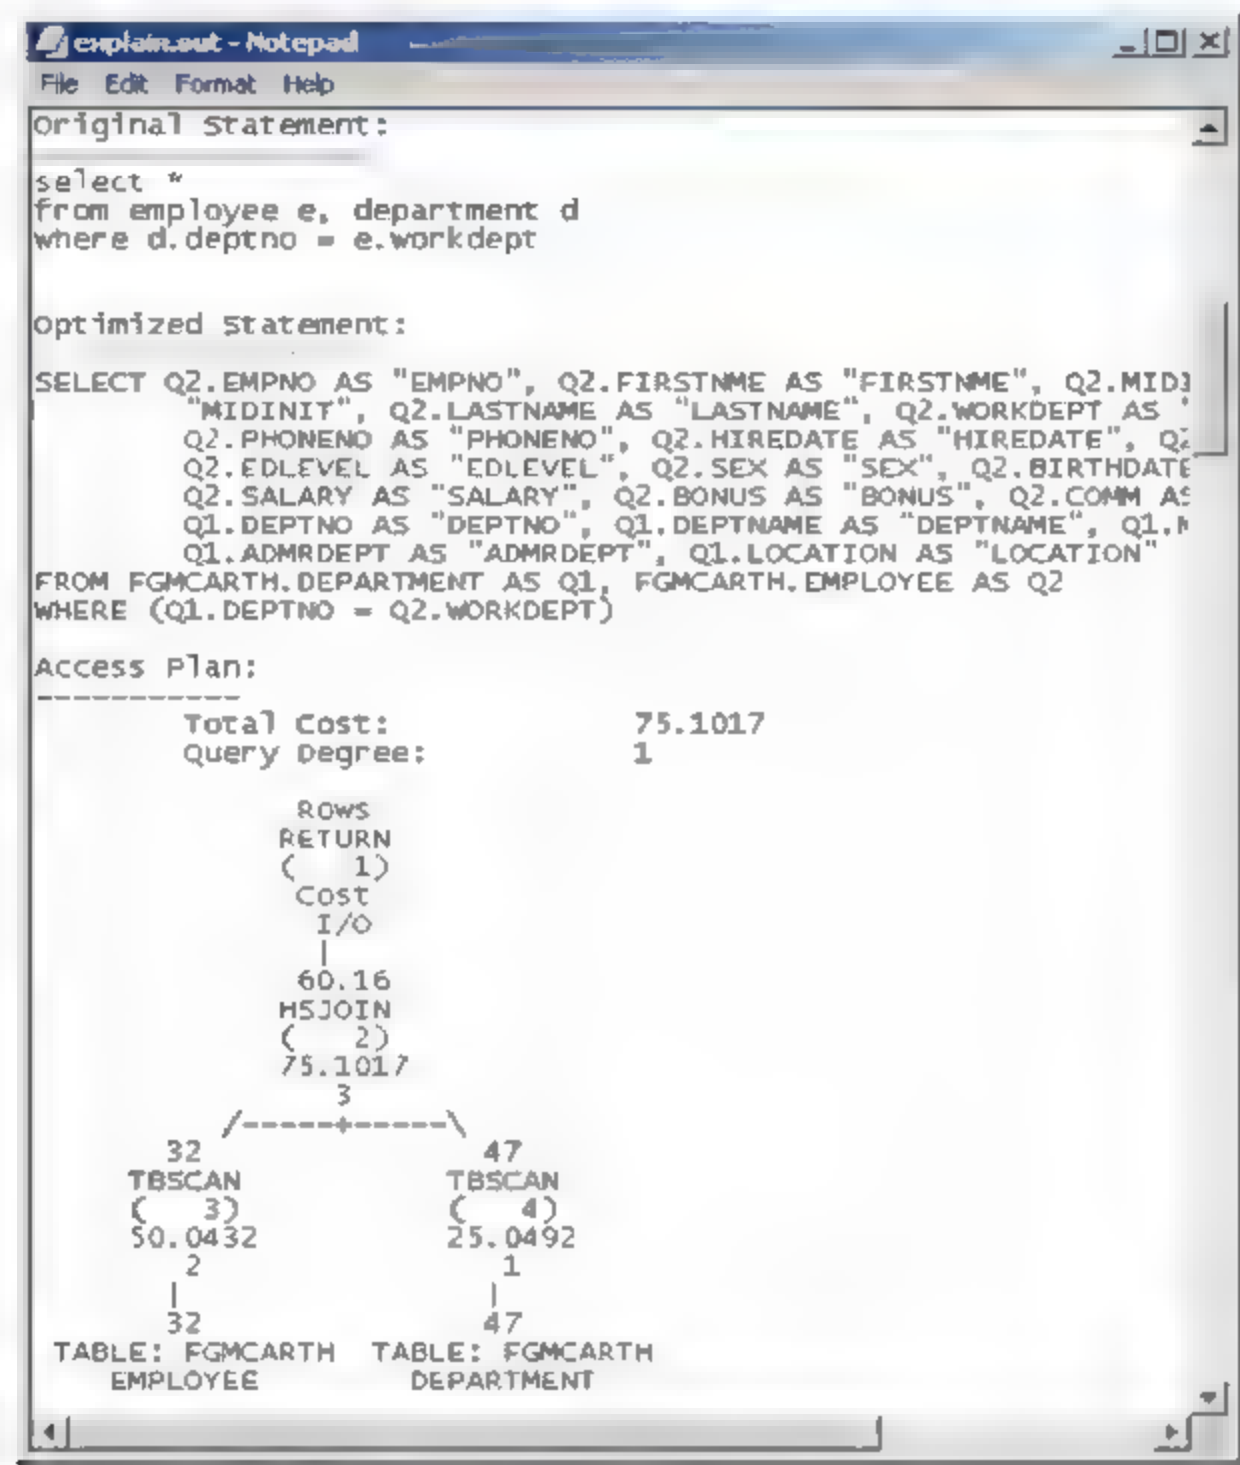 explain.out - Notepad
File Edit Format Help
Original Statement:
------------------
select *
from employee e, department d
where d.deptno = e.workdept
Optimized Statement:
SELECT Q2.EMPNO AS "EMPNO", Q2.FIRSTNME AS "FIRSTNME", Q2.MIDI
"MIDINIT", Q2.LASTNAME AS "LASTNAME", Q2.WORKDEPT AS "
Q2.PHONENO AS "PHONENO", Q2.HIREDATE AS "HIREDATE", Q2
Q2.EDLEVEL AS "EDLEVEL", Q2.SEX AS "SEX", Q2.BIRTHDATE
Q2.SALARY AS "SALARY", Q2.BONUS AS "BONUS", Q2.COMM AS
Q1.DEPTNO AS "DEPTNO", Q1.DEPTNAME AS "DEPTNAME", Q1.M
Q1.ADMRDEPT AS "ADMRDEPT", Q1.LOCATION AS "LOCATION"
FROM FGMCARTH.DEPARTMENT AS Q1, FGMCARTH.EMPLOYEE AS Q2
WHERE (Q1.DEPTNO = Q2.WORKDEPT)
Access Plan:
-----------
Total Cost: 75.1017
Query Degree: 1
Rows
RETURN
( 1)
Cost
I/O
|
60.16
HSJOIN
( 2)
75.1017
3
/-----+-----\
32 47
TBSCAN TBSCAN
( 3) ( 4)
50.0432 25.0492
2 1
| |
32 47
TABLE: FGMCARTH TABLE: FGMCARTH
EMPLOYEE DEPARTMENT